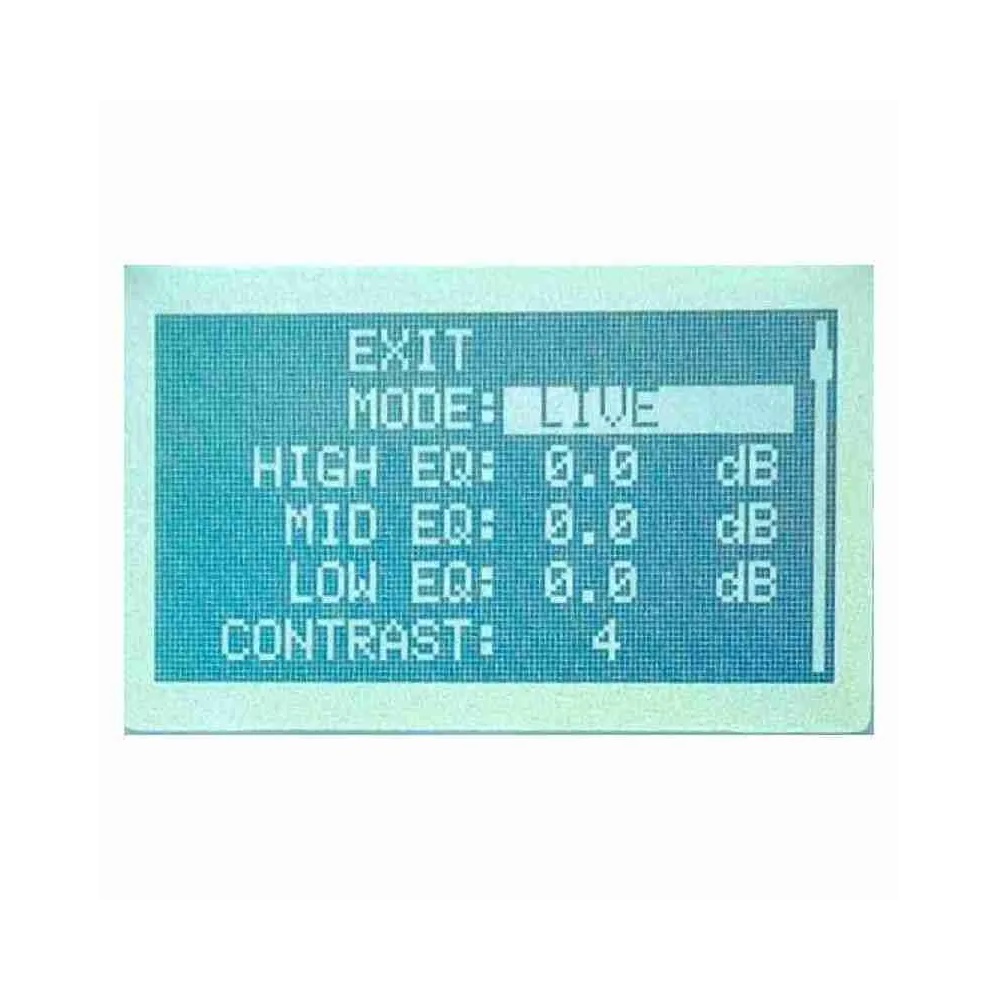 EXIT
MODE: LIVE
HIGH EQ: 0.0 dB
MID EQ: 0.0 dB
LOW EQ: 0.0 dB
CONTRAST: 4